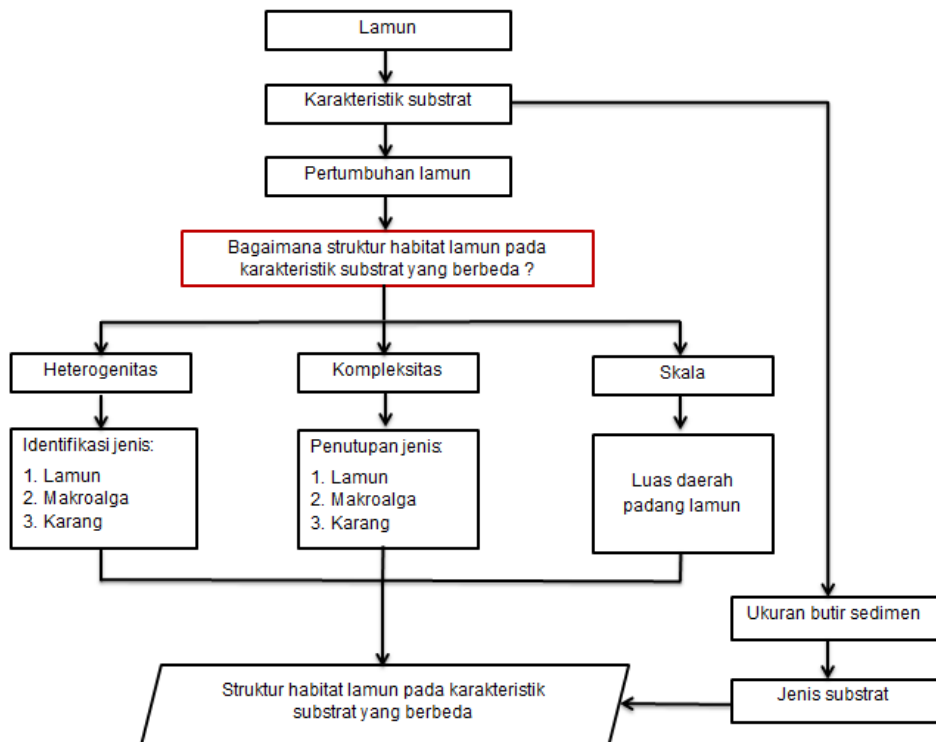 Lamun
Karakteristik substrat
Pertumbuhan lamun
Bagaimana struktur habitat lamun pada
karakteristik substrat yang berbeda ?
Heterogenitas
Kompleksitas
Skala
Identifikasi jenis:
1. Lamun
2. Makroalga
3. Karang
Penutupan jenis:
1. Lamun
2. Makroalga
3. Karang
Luas daerah
padang lamun
Ukuran butir sedimen
Jenis substrat
Struktur habitat lamun pada karakteristik
substrat yang berbeda